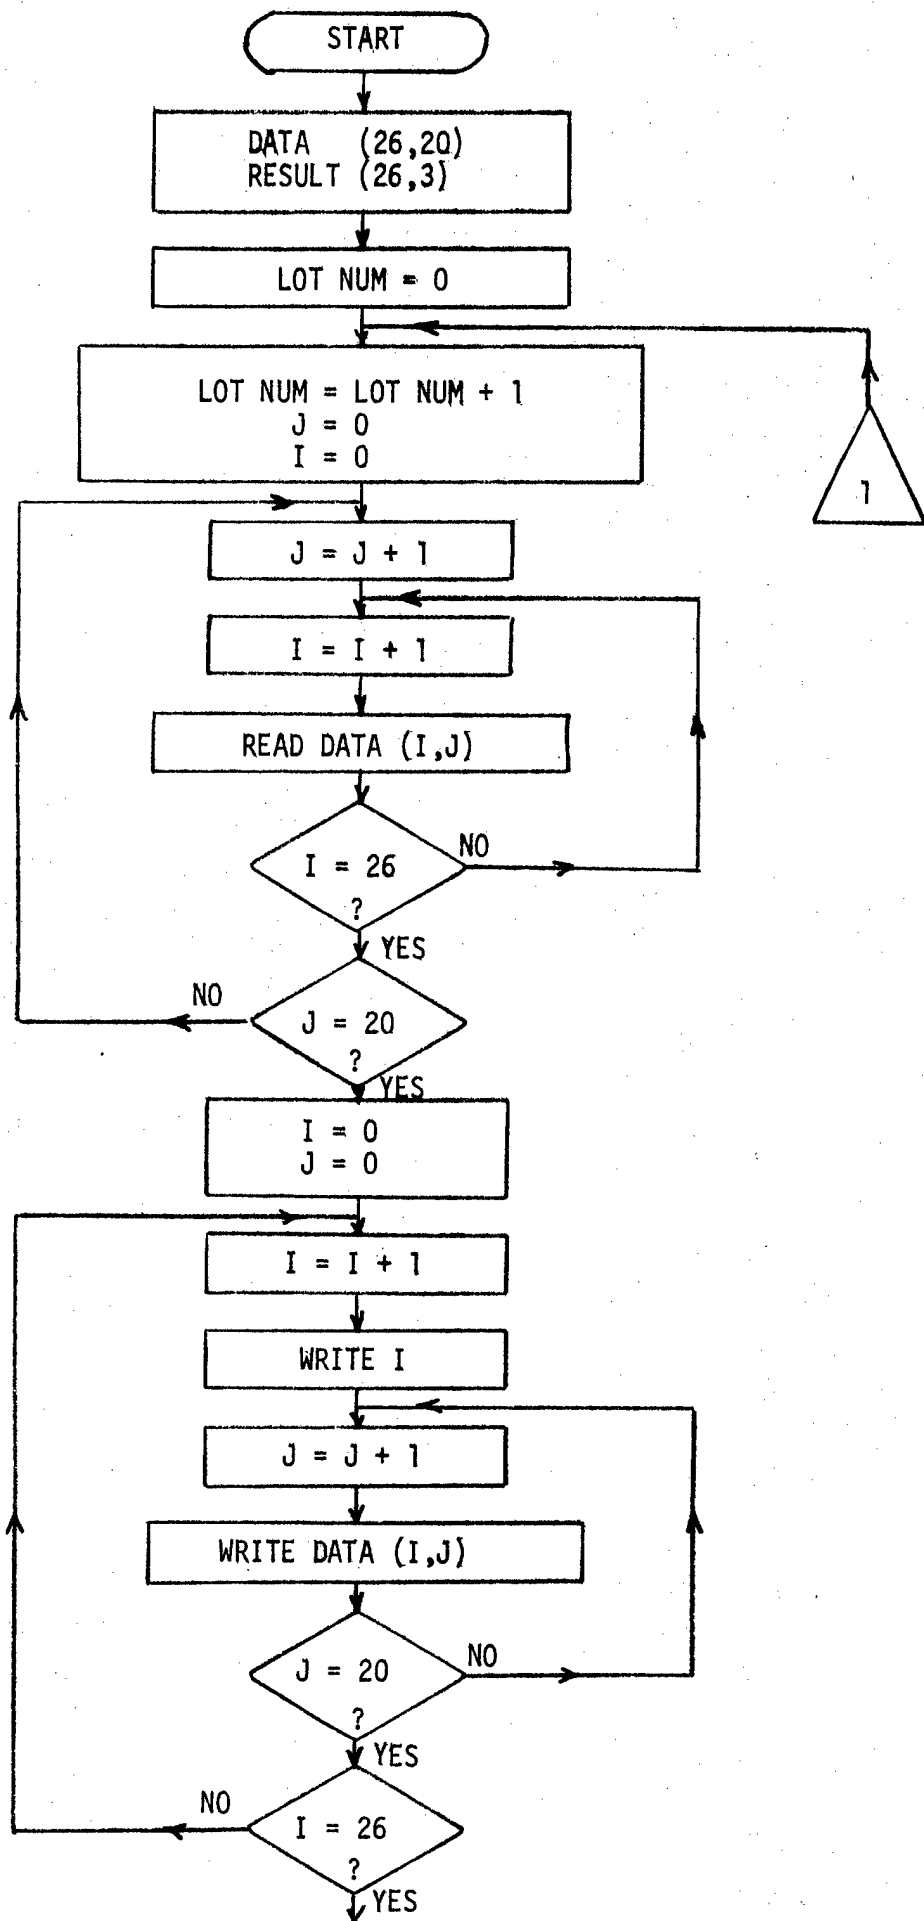 START
DATA (26,20)
RESULT (26,3)
LOT NUM = 0
LOT NUM = LOT NUM + 1
J = 0
I = 0
1
J = J + 1
I = I + 1
READ DATA (I,J)
I = 26
?
NO
YES
J = 20
?
NO
YES
I = 0
J = 0
I = I + 1
WRITE I
J = J + 1
WRITE DATA (I,J)
J = 20
?
NO
YES
I = 26
?
NO
YES